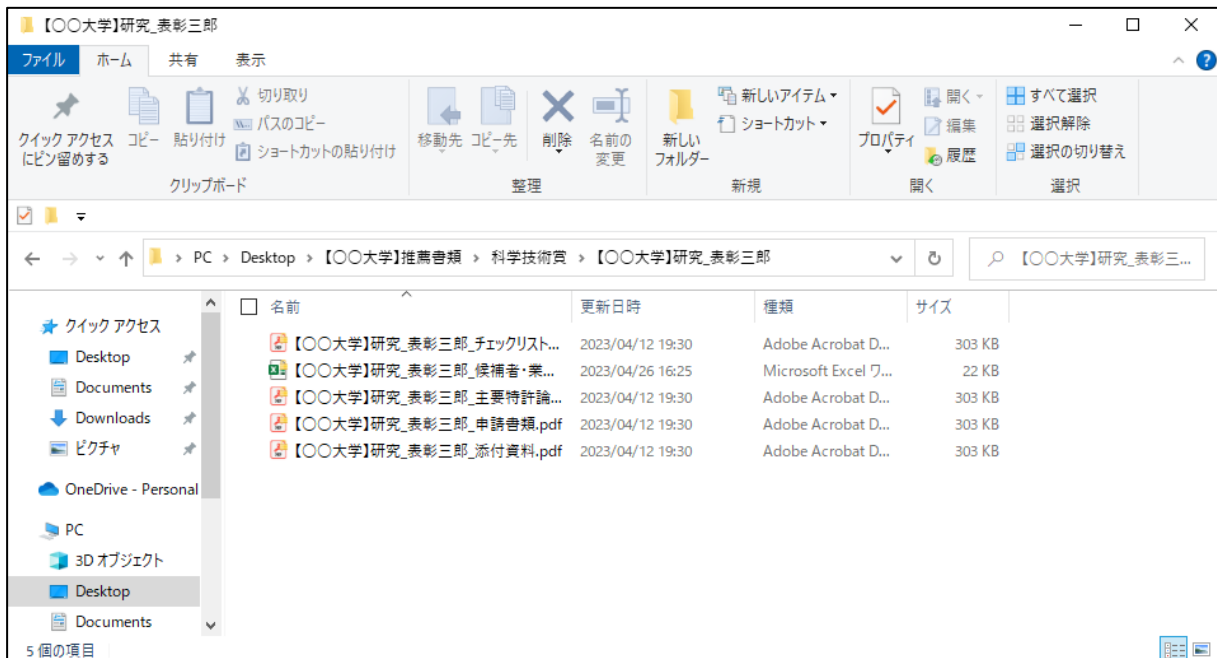 【〇〇大学】研究_表彰三郎
ファイル ホーム 共有 表示
クイック アクセス
にピン留めする
コピー
貼り付け
切り取り
パスのコピー
ショートカットの貼り付け
クリップボード
移動先
コピー先
削除
名前の
変更
整理
新しい
フォルダー
新しいアイテム
ショートカット
新規
プロパティ
開く
編集
履歴
開く
すべて選択
選択解除
選択の切り替え
選択
PC › Desktop › 【〇〇大学】推薦書類 › 科学技術賞 › 【〇〇大学】研究_表彰三郎
【〇〇大学】研究_表彰三...
クイック アクセス
Desktop
Documents
Downloads
ピクチャ
OneDrive - Personal
PC
3D オブジェクト
Desktop
Documents
名前 更新日時 種類 サイズ
【〇〇大学】研究_表彰三郎_チェックリスト... 2023/04/12 19:30 Adobe Acrobat D... 303 KB
【〇〇大学】研究_表彰三郎_候補者・業... 2023/04/26 16:25 Microsoft Excel ワ... 22 KB
【〇〇大学】研究_表彰三郎_主要特許論... 2023/04/12 19:30 Adobe Acrobat D... 303 KB
【〇〇大学】研究_表彰三郎_申請書類.pdf 2023/04/12 19:30 Adobe Acrobat D... 303 KB
【〇〇大学】研究_表彰三郎_添付資料.pdf 2023/04/12 19:30 Adobe Acrobat D... 303 KB
5 個の項目